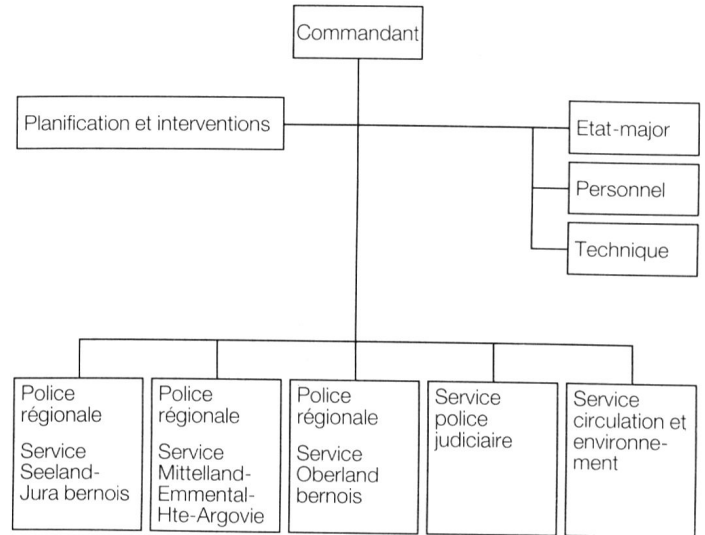 Commandant
Planification et interventions
Etat-major
Personnel
Technique
Police
régionale
Service
Seeland-
Jura bernois
Police
régionale
Service
Mittelland-
Emmental-
Hte-Argovie
Police
régionale
Service
Oberland
bernois
Service
police
judiciaire
Service
circulation et
environne-
ment